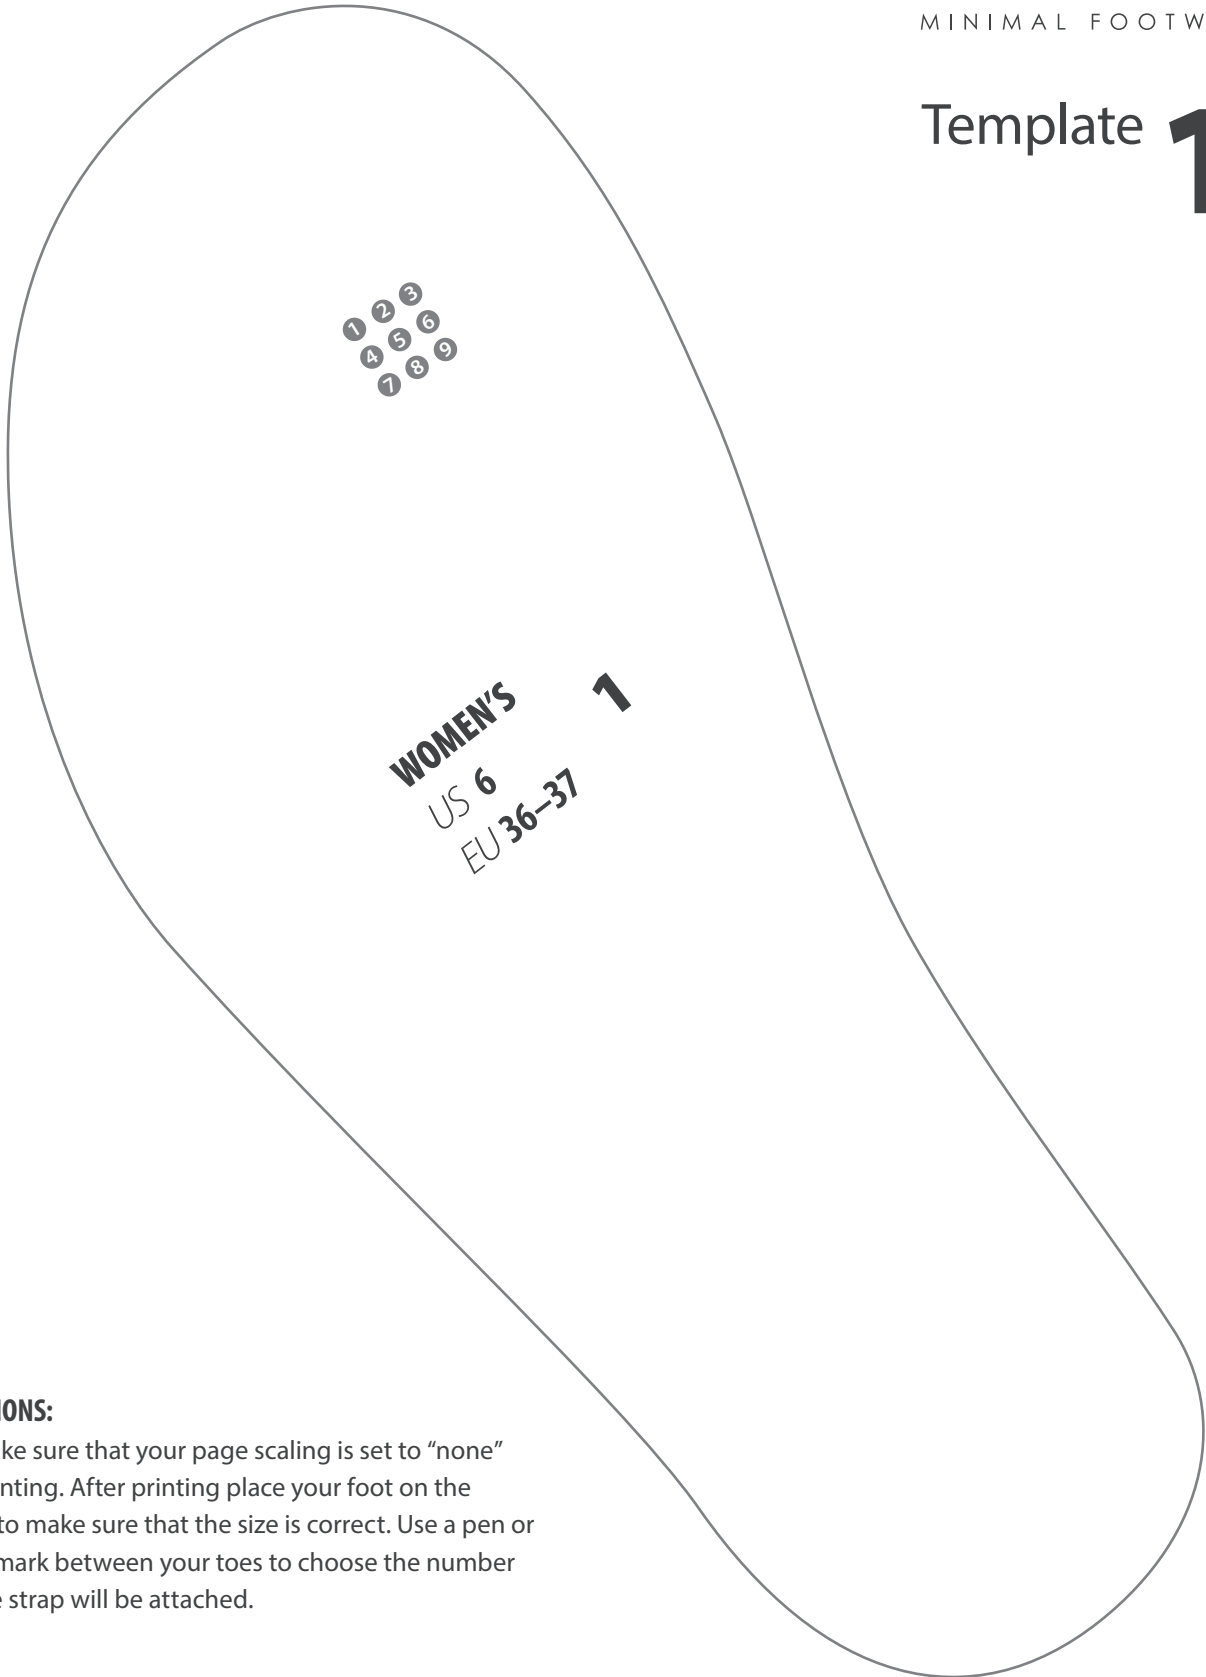 MINIMAL FOOTW
Template 1
1 2 3
4 5 6
7 8 9
WOMEN'S 1
US 6
EU 36–37
IONS:
ke sure that your page scaling is set to “none”
nting. After printing place your foot on the
to make sure that the size is correct. Use a pen or
mark between your toes to choose the number
e strap will be attached.